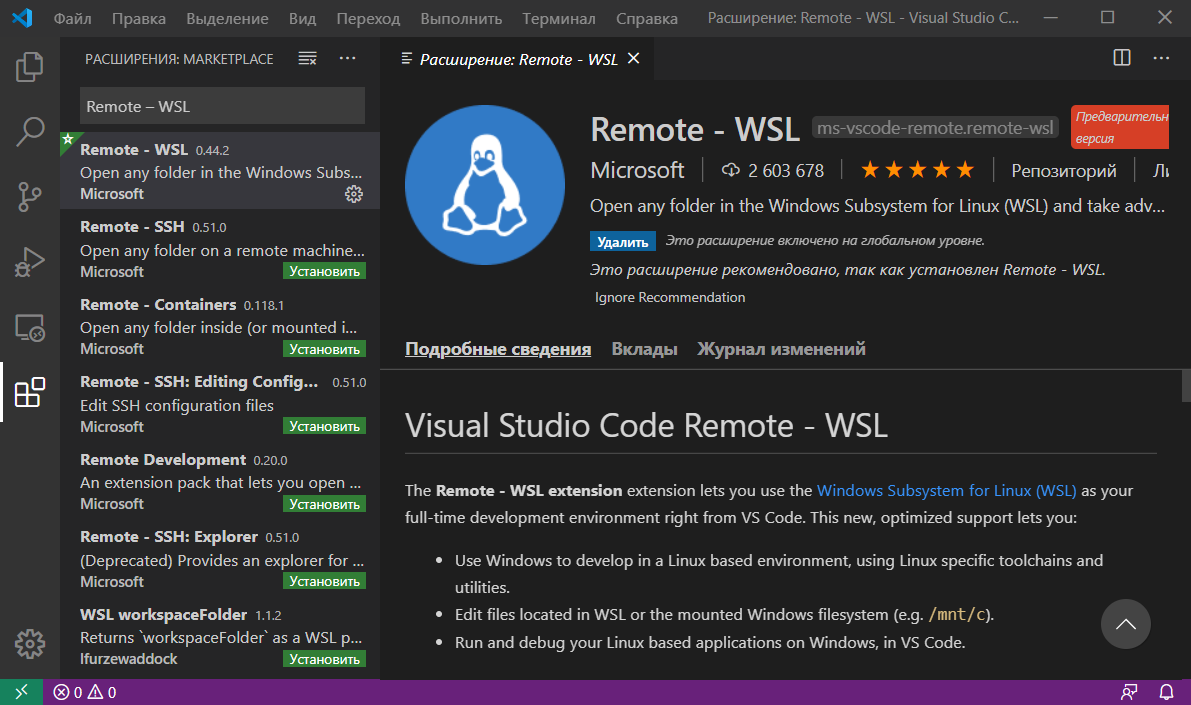 Файл Правка Выделение Вид Переход Выполнить Терминал Справка Расширение: Remote - WSL - Visual Studio C...
РАСШИРЕНИЯ: MARKETPLACE
Remote – WSL
Remote - WSL 0.44.2
Open any folder in the Windows Subs...
Microsoft
Remote - SSH 0.51.0
Open any folder on a remote machine...
Microsoft Установить
Remote - Containers 0.118.1
Open any folder inside (or mounted i...
Microsoft Установить
Remote - SSH: Editing Config... 0.51.0
Edit SSH configuration files
Microsoft Установить
Remote Development 0.20.0
An extension pack that lets you open ...
Microsoft Установить
Remote - SSH: Explorer 0.51.0
(Deprecated) Provides an explorer for ...
Microsoft Установить
WSL workspaceFolder 1.1.2
Returns `workspaceFolder` as a WSL p...
lfurzewaddock Установить
Расширение: Remote - WSL
Remote - WSL ms-vscode-remote.remote-wsl
Предварительн
версия
Microsoft 2 603 678 ★★★★★ Репозиторий Ли
Open any folder in the Windows Subsystem for Linux (WSL) and take adv...
Удалить Это расширение включено на глобальном уровне.
Это расширение рекомендовано, так как установлен Remote - WSL.
Ignore Recommendation
Подробные сведения Вклады Журнал изменений
Visual Studio Code Remote - WSL
The Remote - WSL extension extension lets you use the Windows Subsystem for Linux (WSL) as your
full-time development environment right from VS Code. This new, optimized support lets you:
• Use Windows to develop in a Linux based environment, using Linux specific toolchains and
utilities.
• Edit files located in WSL or the mounted Windows filesystem (e.g. /mnt/c).
• Run and debug your Linux based applications on Windows, in VS Code.
0 0